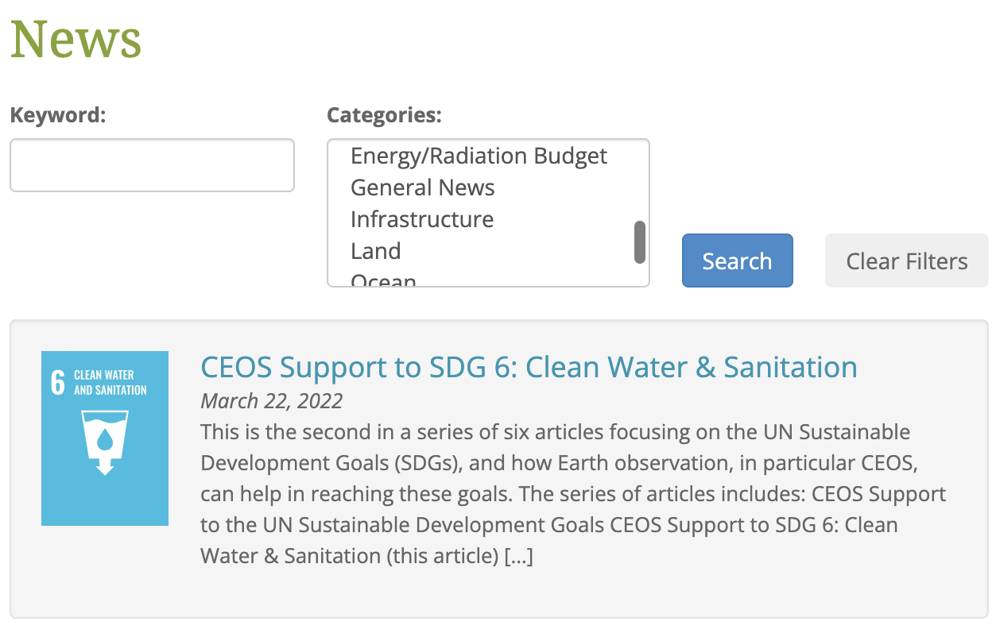 News
Keyword:
Categories:
Energy/Radiation Budget
General News
Infrastructure
Land
Ocean
Search
Clear Filters
6 CLEAN WATER
AND SANITATION
CEOS Support to SDG 6: Clean Water & Sanitation
March 22, 2022
This is the second in a series of six articles focusing on the UN Sustainable
Development Goals (SDGs), and how Earth observation, in particular CEOS,
can help in reaching these goals. The series of articles includes: CEOS Support
to the UN Sustainable Development Goals CEOS Support to SDG 6: Clean
Water & Sanitation (this article) [...]